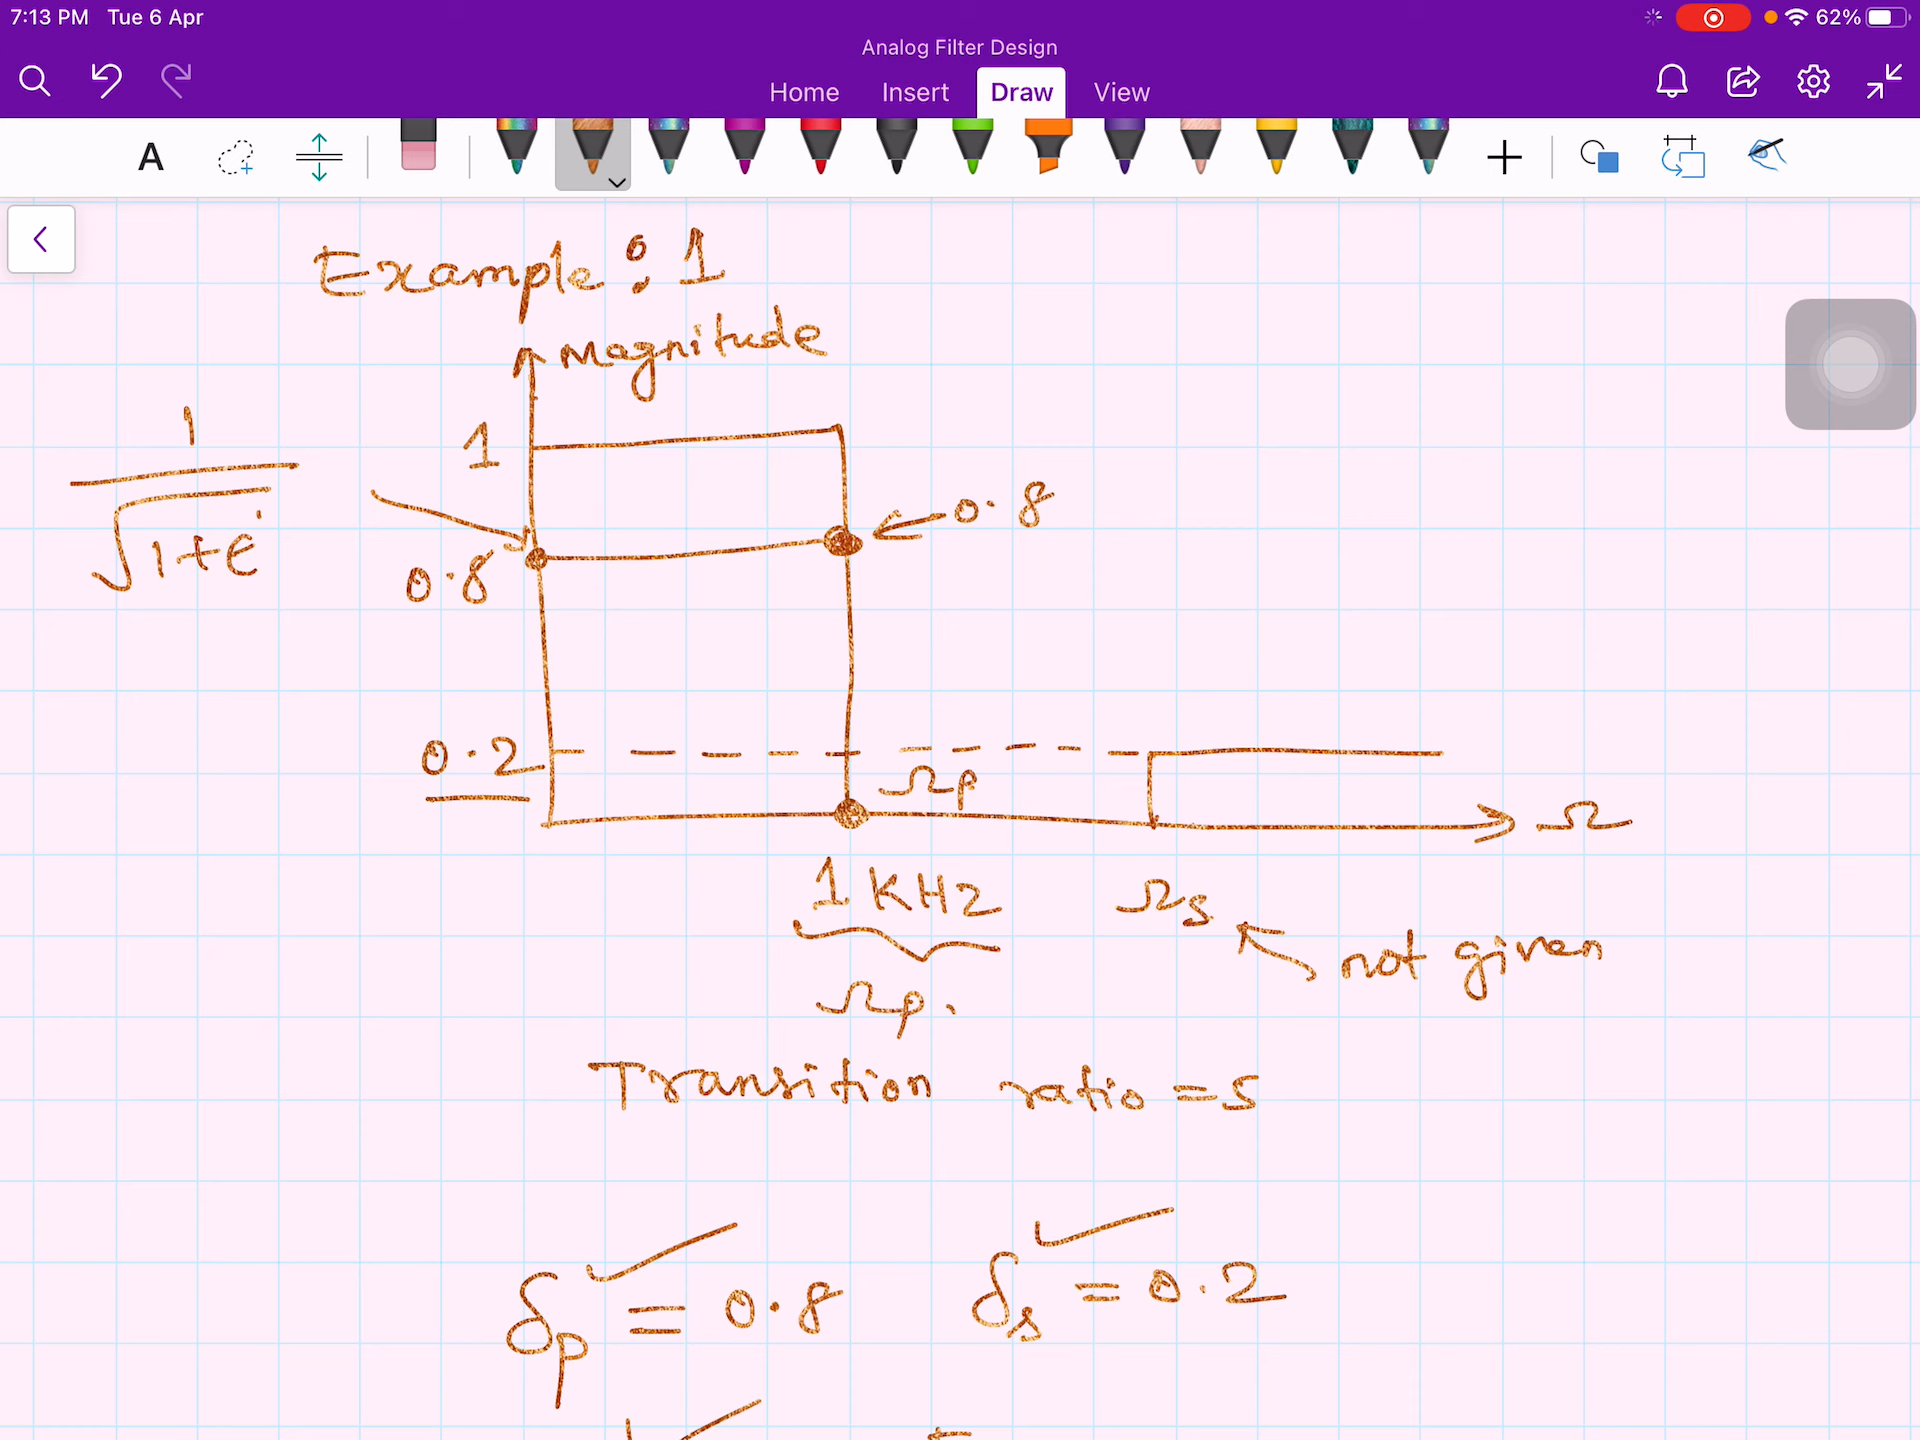 7:13 PM Tue 6 Apr
62%
Analog Filter Design
Home Insert Draw View
A
Example : 1
Magnitude
1
1
√1+ϵ
0.8
0.8
0.2
Ωp
Ω
1 KHz
Ωs
not given
Ωp.
Transition ratio = s
δp = 0.8 δs = 0.2